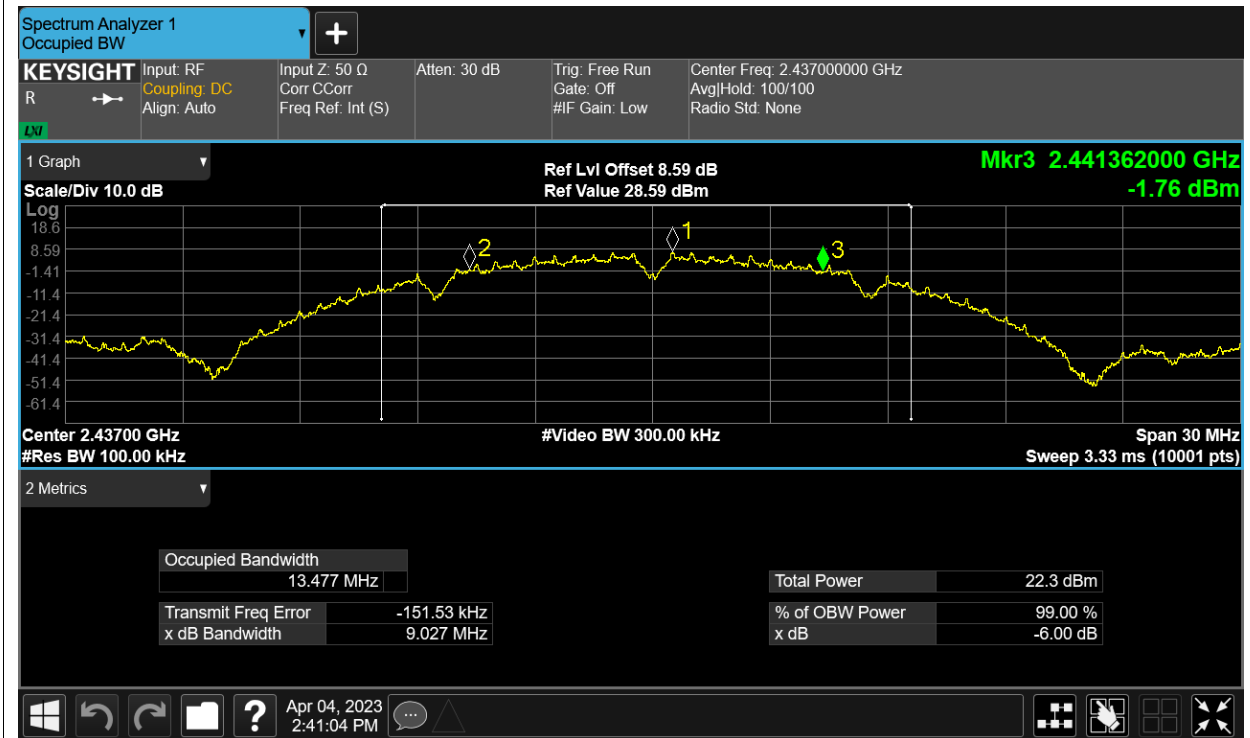 Spectrum Analyzer 1
Occupied BW
+
KEYSIGHT
R
LXI
Input: RF
Coupling: DC
Align: Auto
Input Z: 50 Ω
Corr CCorr
Freq Ref: Int (S)
Atten: 30 dB
Trig: Free Run
Gate: Off
#IF Gain: Low
Center Freq: 2.437000000 GHz
Avg|Hold: 100/100
Radio Std: None
1 Graph
Scale/Div 10.0 dB
Ref Lvl Offset 8.59 dB
Ref Value 28.59 dBm
Mkr3 2.441362000 GHz
-1.76 dBm
Log
18.6
8.59
-1.41
-11.4
-21.4
-31.4
-41.4
-51.4
-61.4
2
1
3
Center 2.43700 GHz
#Video BW 300.00 kHz
Span 30 MHz
#Res BW 100.00 kHz
Sweep 3.33 ms (10001 pts)
2 Metrics
Occupied Bandwidth
13.477 MHz
Total Power 22.3 dBm
Transmit Freq Error -151.53 kHz
% of OBW Power 99.00 %
x dB Bandwidth 9.027 MHz
x dB -6.00 dB
?
Apr 04, 2023
2:41:04 PM